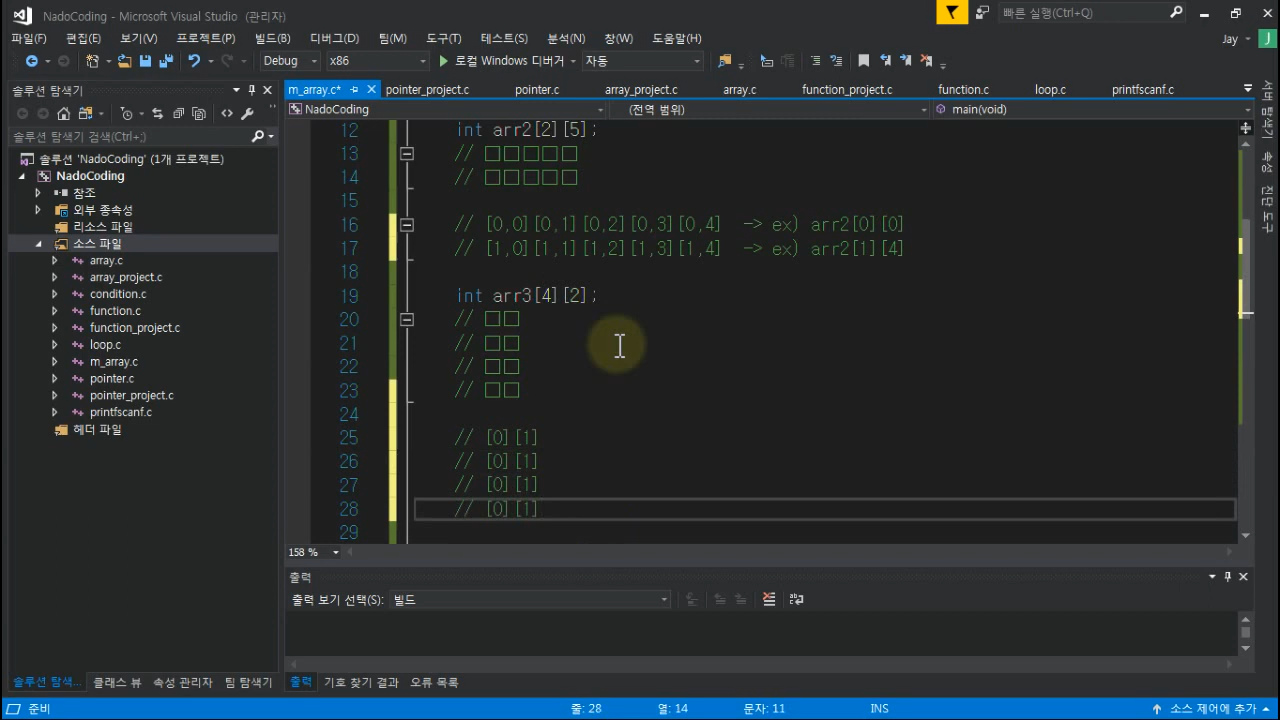 NadoCoding - Microsoft Visual Studio (관리자)
빠른 실행(Ctrl+Q)
파일(F) 편집(E) 보기(V) 프로젝트(P) 빌드(B) 디버그(D) 팀(M) 도구(T) 테스트(S) 분석(N) 창(W) 도움말(H)
Jay J
Debug x86 로컬 Windows 디버거 자동
솔루션 탐색기
m_array.c* pointer_project.c pointer.c array_project.c array.c function_project.c function.c loop.c printfscanf.c
NadoCoding (전역 범위) main(void)
솔루션 탐색기 검색(Ctrl+;)
솔루션 'NadoCoding' (1개 프로젝트)
NadoCoding
참조
외부 종속성
리소스 파일
소스 파일
array.c
array_project.c
condition.c
function.c
function_project.c
loop.c
m_array.c
pointer.c
pointer_project.c
printfscanf.c
헤더 파일
12 int arr2[2][5];
13 // □□□□□
14 // □□□□□
15
16 // [0,0][0,1][0,2][0,3][0,4] -> ex) arr2[0][0]
17 // [1,0][1,1][1,2][1,3][1,4] -> ex) arr2[1][4]
18
19 int arr3[4][2];
20 // □□
21 // □□
22 // □□
23 // □□
24
25 // [0][1]
26 // [0][1]
27 // [0][1]
28 // [0][1]
29
158 %
서버 탐색기
속성
진단 도구
출력
출력 보기 선택(S): 빌드
솔루션 탐색... 클래스 뷰 속성 관리자 팀 탐색기
출력 기호 찾기 결과 오류 목록
준비 줄: 28 열: 14 문자: 11 INS 소스 제어에 추가